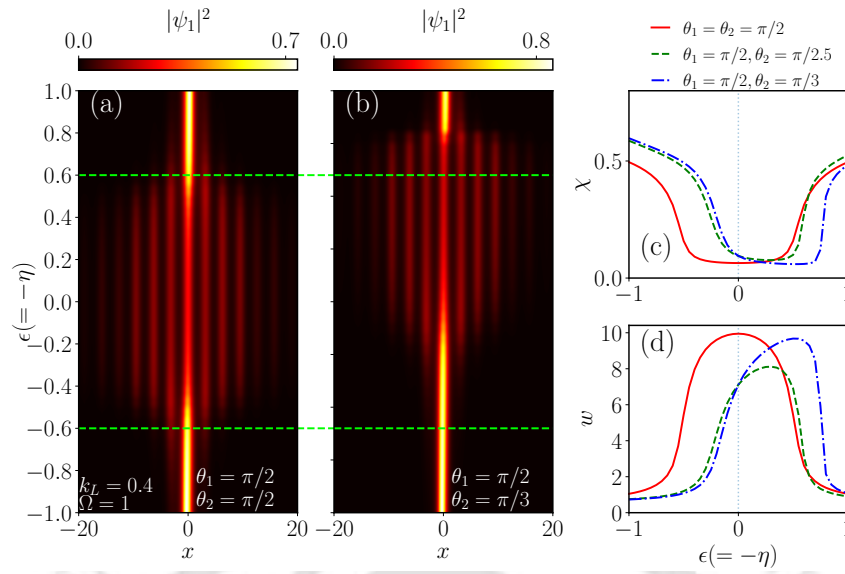 |ψ₁|²
|ψ₁|²
0.0 0.7
0.0 0.8
θ₁ = θ₂ = π/2
θ₁ = π/2, θ₂ = π/2.5
θ₁ = π/2, θ₂ = π/3
(a)
(b)
1.0
0.8
0.6
0.4
0.2
0.0
−0.2
−0.4
−0.6
−0.8
−1.0
ϵ(= −η)
k_L = 0.4
Ω = 1
θ₁ = π/2
θ₂ = π/2
θ₁ = π/2
θ₂ = π/3
−20 0 20
x
−20 0 20
x
χ
0.5
0.0
(c)
−1 0 1
w
10
8
6
4
2
0
(d)
−1 0 1
ϵ(= −η)